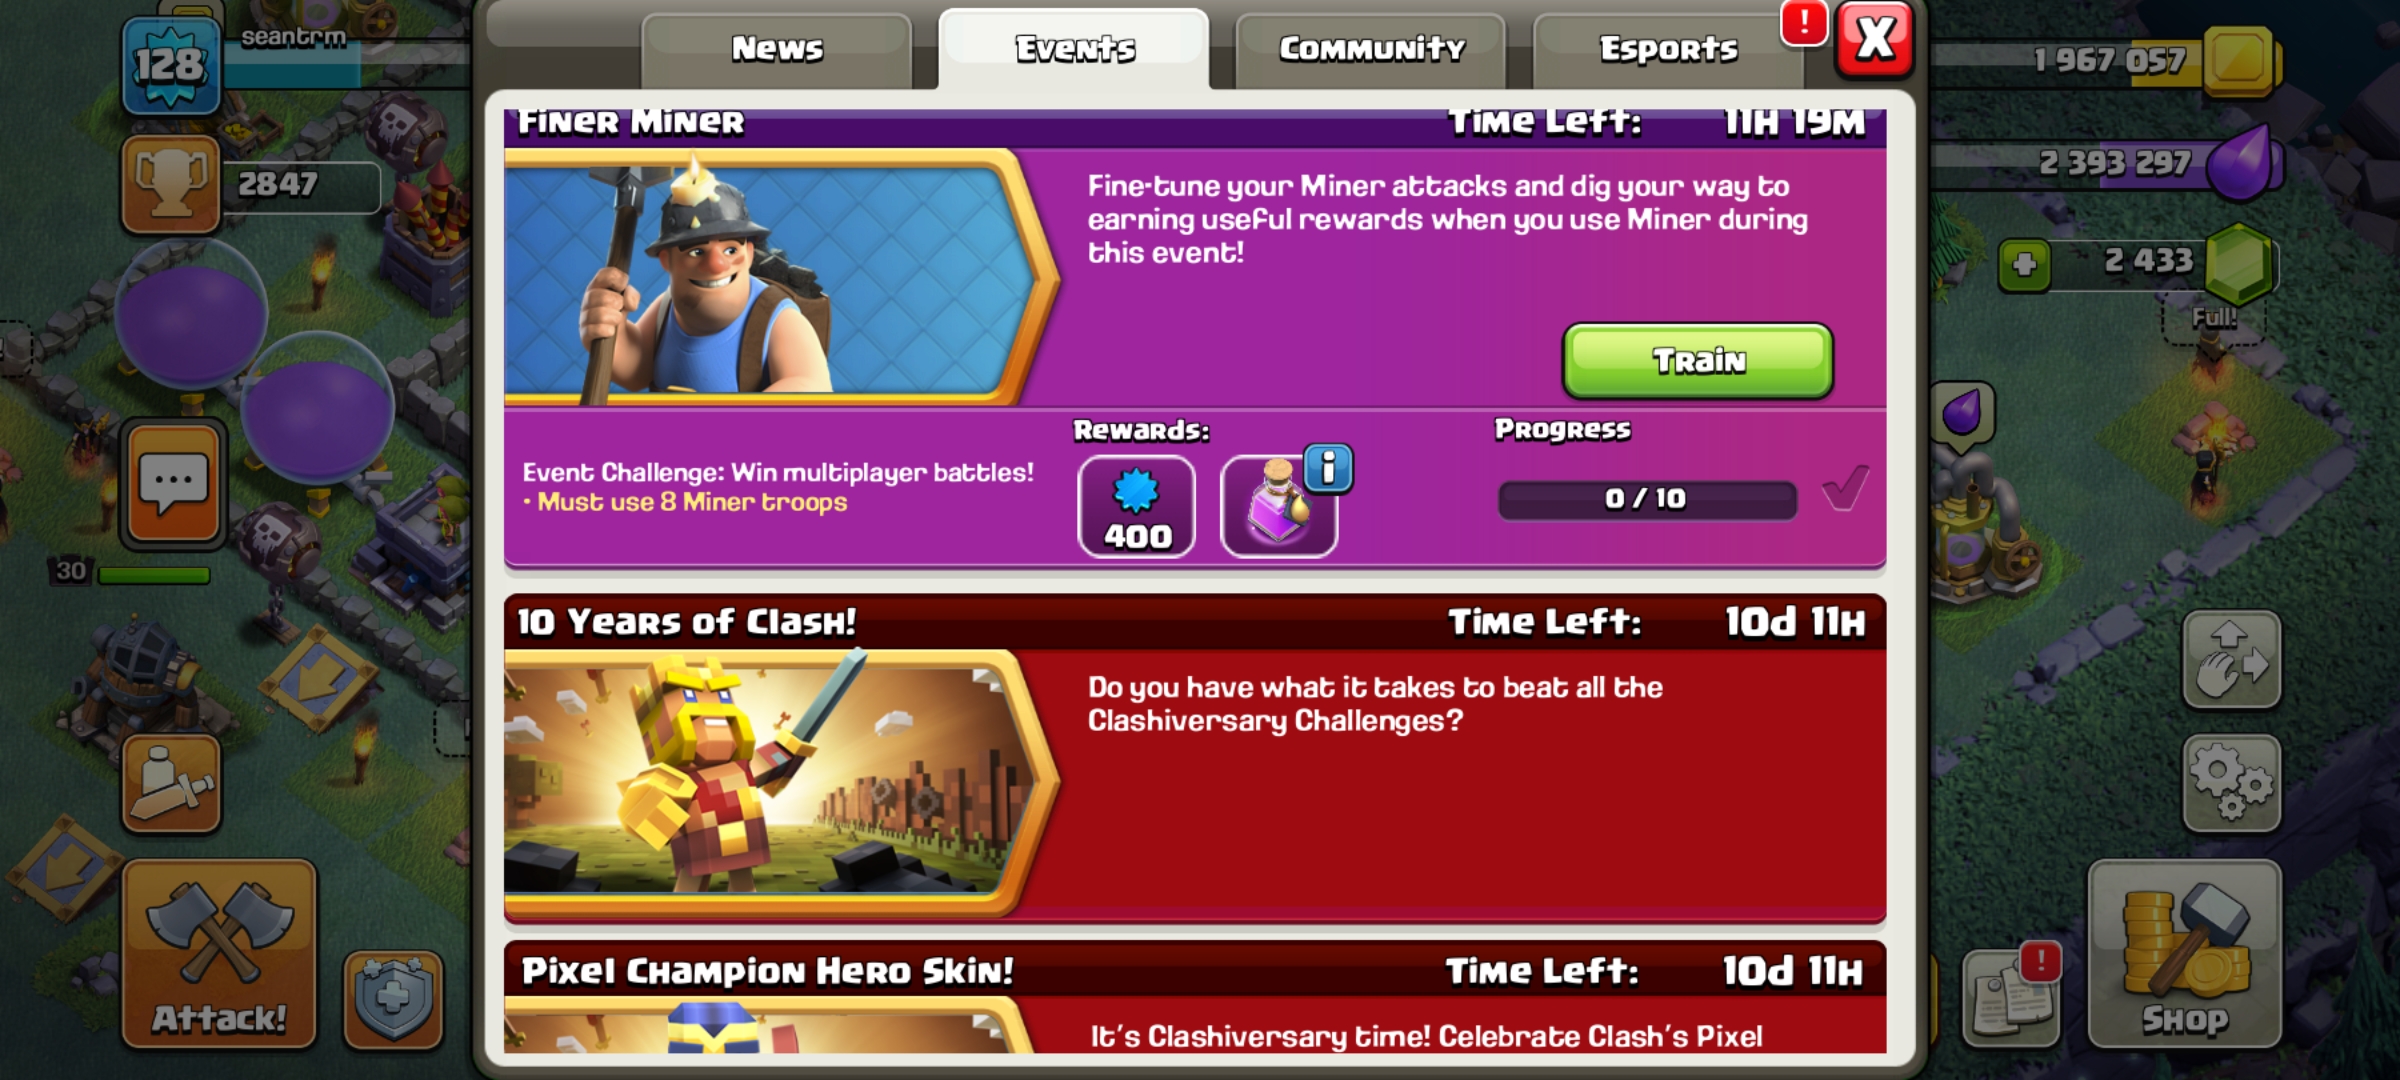 seantrm
128
2847
30
Attack!
News
Events
Community
Esports
!
X
Finer Miner
Time Left: 11H 19M
Fine-tune your Miner attacks and dig your way to
earning useful rewards when you use Miner during
this event!
Train
Event Challenge: Win multiplayer battles!
• Must use 8 Miner troops
Rewards:
400
i
Progress
0 / 10
10 Years of Clash!
Time Left: 10d 11H
Do you have what it takes to beat all the
Clashiversary Challenges?
Pixel Champion Hero Skin!
Time Left: 10d 11H
It's Clashiversary time! Celebrate Clash's Pixel
1 967 057
2 393 297
2 433
Full!
!
Shop